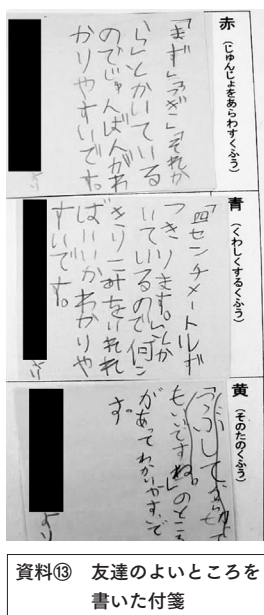 赤
(じゅんじょをあらわすくふう)
「まず」「つぎに」「それか
ら」とかいている
のでじゅんばんがわ
かりやすいです。
より
青
(くわしくするくふう)
「四センチメートルず
つきります。」とか
いているので何こ
きりこみをいれれ
ばいいかわかりや
すいです。
より
黄
(そのたのくふう)
「つぶして
もいいですね。」のところ
があってわかりやすいで
す。
より
資料⑬ 友達のよいところを
書いた付箋